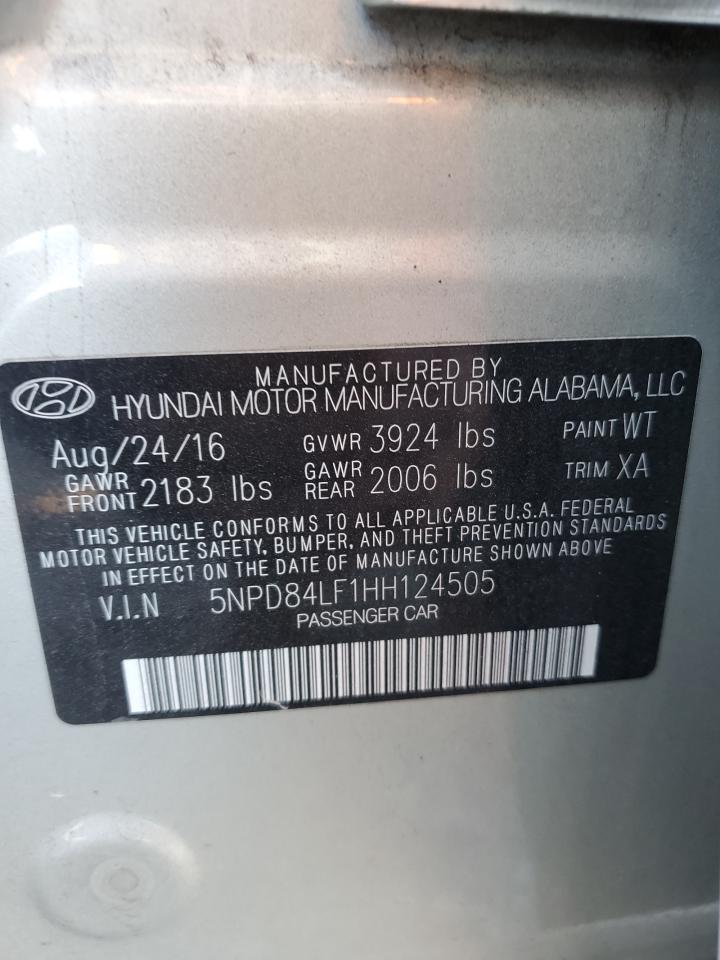 MANUFACTURED BY
HYUNDAI MOTOR MANUFACTURING ALABAMA, LLC
Aug/24/16 GVWR 3924 lbs PAINT WT
GAWR FRONT 2183 lbs GAWR REAR 2006 lbs TRIM XA
THIS VEHICLE CONFORMS TO ALL APPLICABLE U.S.A. FEDERAL
MOTOR VEHICLE SAFETY, BUMPER, AND THEFT PREVENTION STANDARDS
IN EFFECT ON THE DATE OF MANUFACTURE SHOWN ABOVE
V.I.N 5NPD84LF1HH124505
PASSENGER CAR